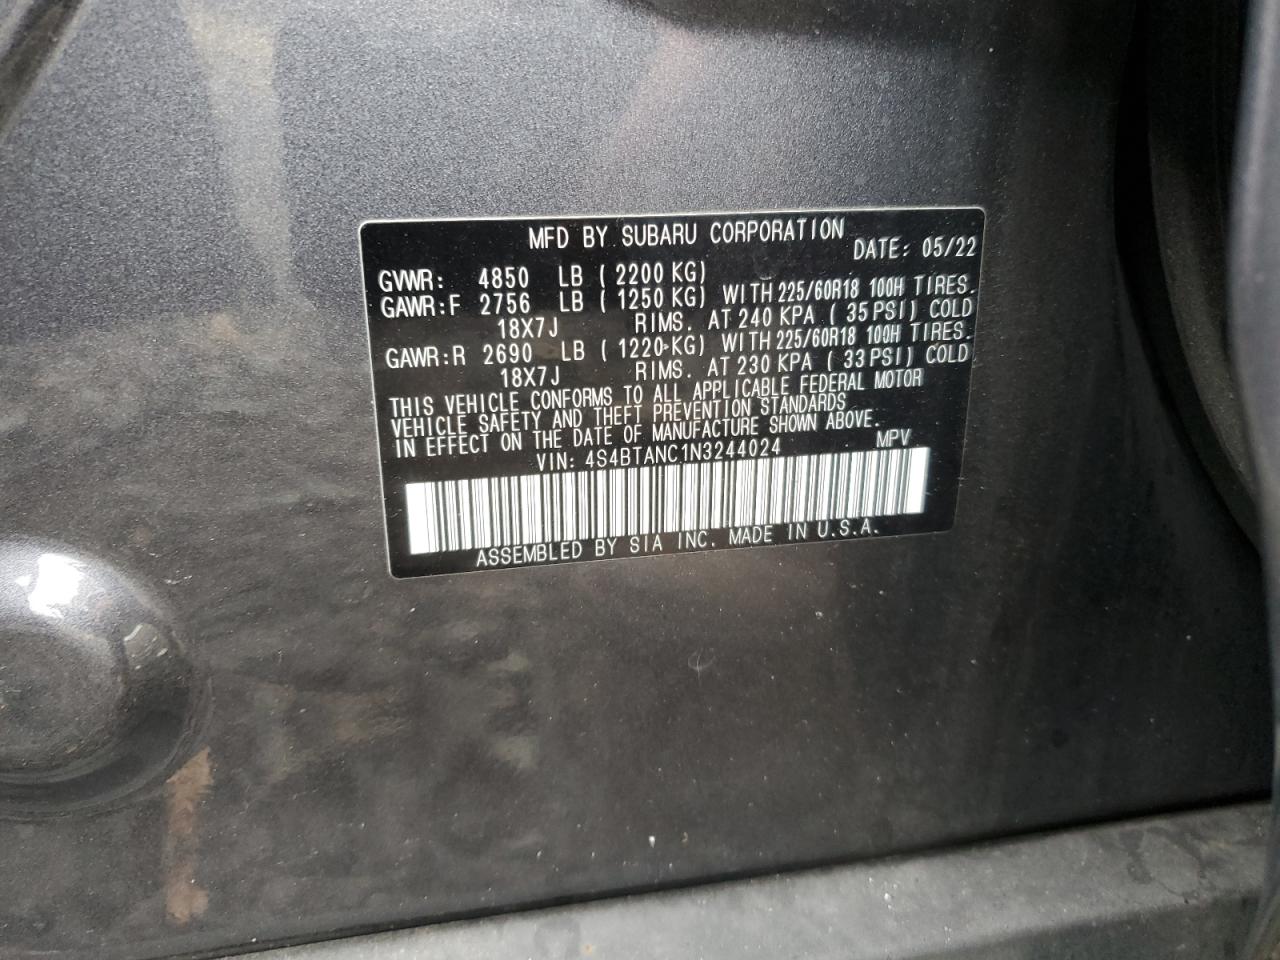 MFD BY SUBARU CORPORATION DATE: 05/22
GVWR: 4850 LB ( 2200 KG)
GAWR:F 2756 LB ( 1250 KG) WITH 225/60R18 100H TIRES.
18X7J RIMS. AT 240 KPA ( 35 PSI) COLD
GAWR:R 2690 LB ( 1220 KG) WITH 225/60R18 100H TIRES.
18X7J RIMS. AT 230 KPA ( 33 PSI) COLD
THIS VEHICLE CONFORMS TO ALL APPLICABLE FEDERAL MOTOR
VEHICLE SAFETY AND THEFT PREVENTION STANDARDS
IN EFFECT ON THE DATE OF MANUFACTURE SHOWN ABOVE.
VIN: 4S4BTANC1N3244024 MPV
ASSEMBLED BY SIA INC. MADE IN U.S.A.